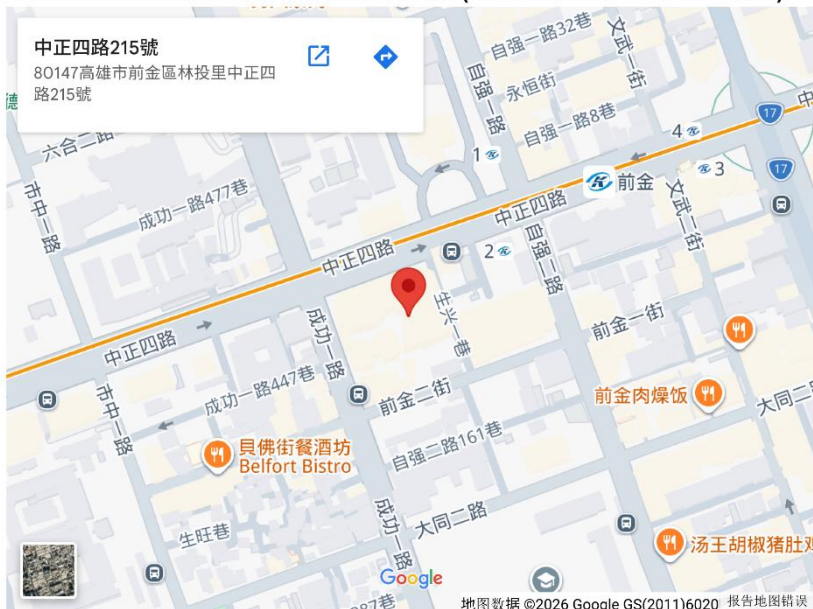 中正四路215號
80147高雄市前金區林投里中正四
路215號
德
六合二路
市中一路
成功一路477巷
自强一路32巷
自强一路
永恒街
自强一路8巷
文武一街
中
17
17
1
4
3
前金
中正四路
2
文武二街
自强二路
中正四路
成功一路
生兴一巷
前金一街
中正四路
市中一路
成功一路447巷
前金二街
前金肉燥饭
大同二
貝佛街餐酒坊
Belfort Bistro
自强二路161巷
生旺巷
成功一路
大同二路
汤王胡椒猪肚鸡
Google
87巷
地图数据 ©2026 Google GS(2011)6020
报告地图错误